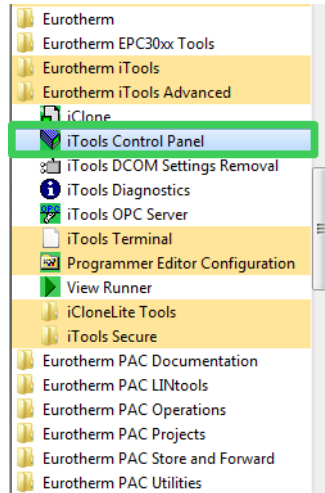 Eurotherm
Eurotherm EPC30xx Tools
Eurotherm iTools
Eurotherm iTools Advanced
iClone
iTools Control Panel
iTools DCOM Settings Removal
iTools Diagnostics
OPC iTools OPC Server
iTools Terminal
Programmer Editor Configuration
View Runner
iCloneLite Tools
iTools Secure
Eurotherm PAC Documentation
Eurotherm PAC LINtools
Eurotherm PAC Operations
Eurotherm PAC Projects
Eurotherm PAC Store and Forward
Eurotherm PAC Utilities